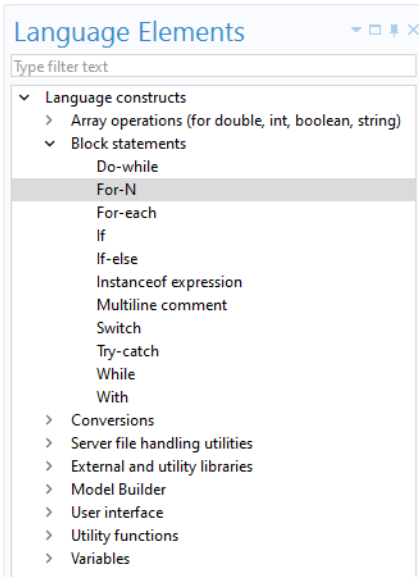 Language Elements
Type filter text
Language constructs
Array operations (for double, int, boolean, string)
Block statements
Do-while
For-N
For-each
If
If-else
Instanceof expression
Multiline comment
Switch
Try-catch
While
With
Conversions
Server file handling utilities
External and utility libraries
Model Builder
User interface
Utility functions
Variables